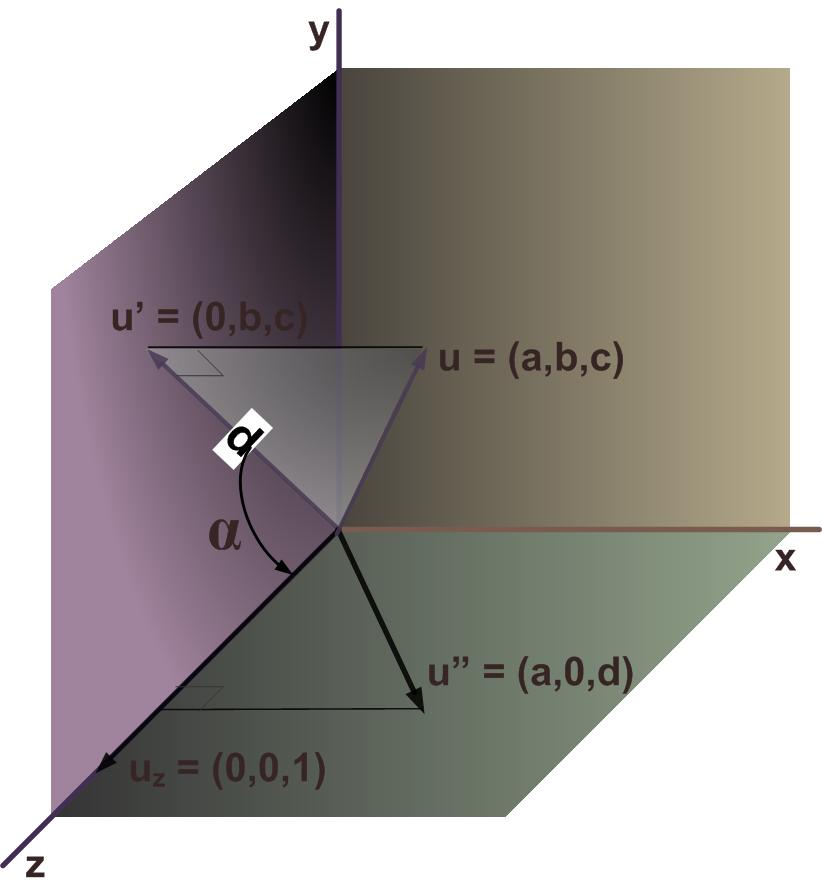 y
u’ = (0,b,c)
u = (a,b,c)
d
α
x
u” = (a,0,d)
uz = (0,0,1)
z